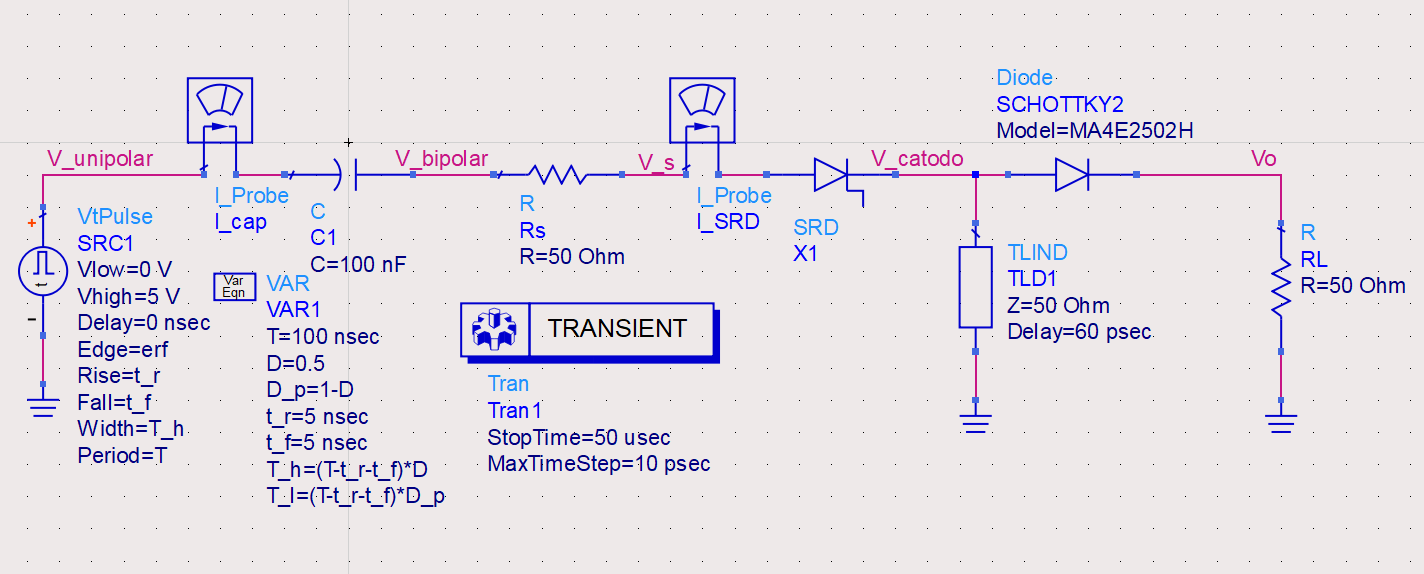 Diode
SCHOTTKY2
Model=MA4E2502H
V_unipolar
V_bipolar
V_s
V_catodo
Vo
I_Probe
I_cap
C
C1
C=100 nF
R
Rs
R=50 Ohm
I_Probe
I_SRD
SRD
X1
TLIND
TLD1
Z=50 Ohm
Delay=60 psec
R
RL
R=50 Ohm
+
t
-
VtPulse
SRC1
Vlow=0 V
Vhigh=5 V
Delay=0 nsec
Edge=erf
Rise=t_r
Fall=t_f
Width=T_h
Period=T
Var
Eqn
VAR
VAR1
T=100 nsec
D=0.5
D_p=1-D
t_r=5 nsec
t_f=5 nsec
T_h=(T-t_r-t_f)*D
T_l=(T-t_r-t_f)*D_p
TRANSIENT
Tran
Tran1
StopTime=50 usec
MaxTimeStep=10 psec